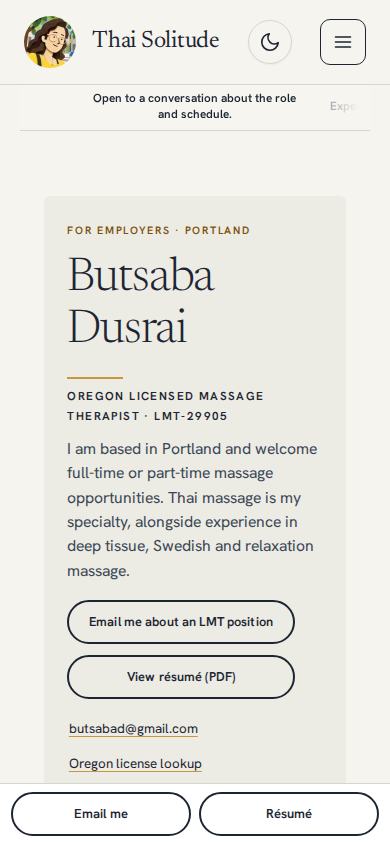 Thai Solitude
Open to a conversation about the role
and schedule.
FOR EMPLOYERS · PORTLAND
Butsaba
Dusrai
OREGON LICENSED MASSAGE
THERAPIST · LMT-29905
I am based in Portland and welcome
full-time or part-time massage
opportunities. Thai massage is my
specialty, alongside experience in
deep tissue, Swedish and relaxation
massage.
Email me about an LMT position
View résumé (PDF)
butsabad@gmail.com
Oregon license lookup
Email me
Résumé